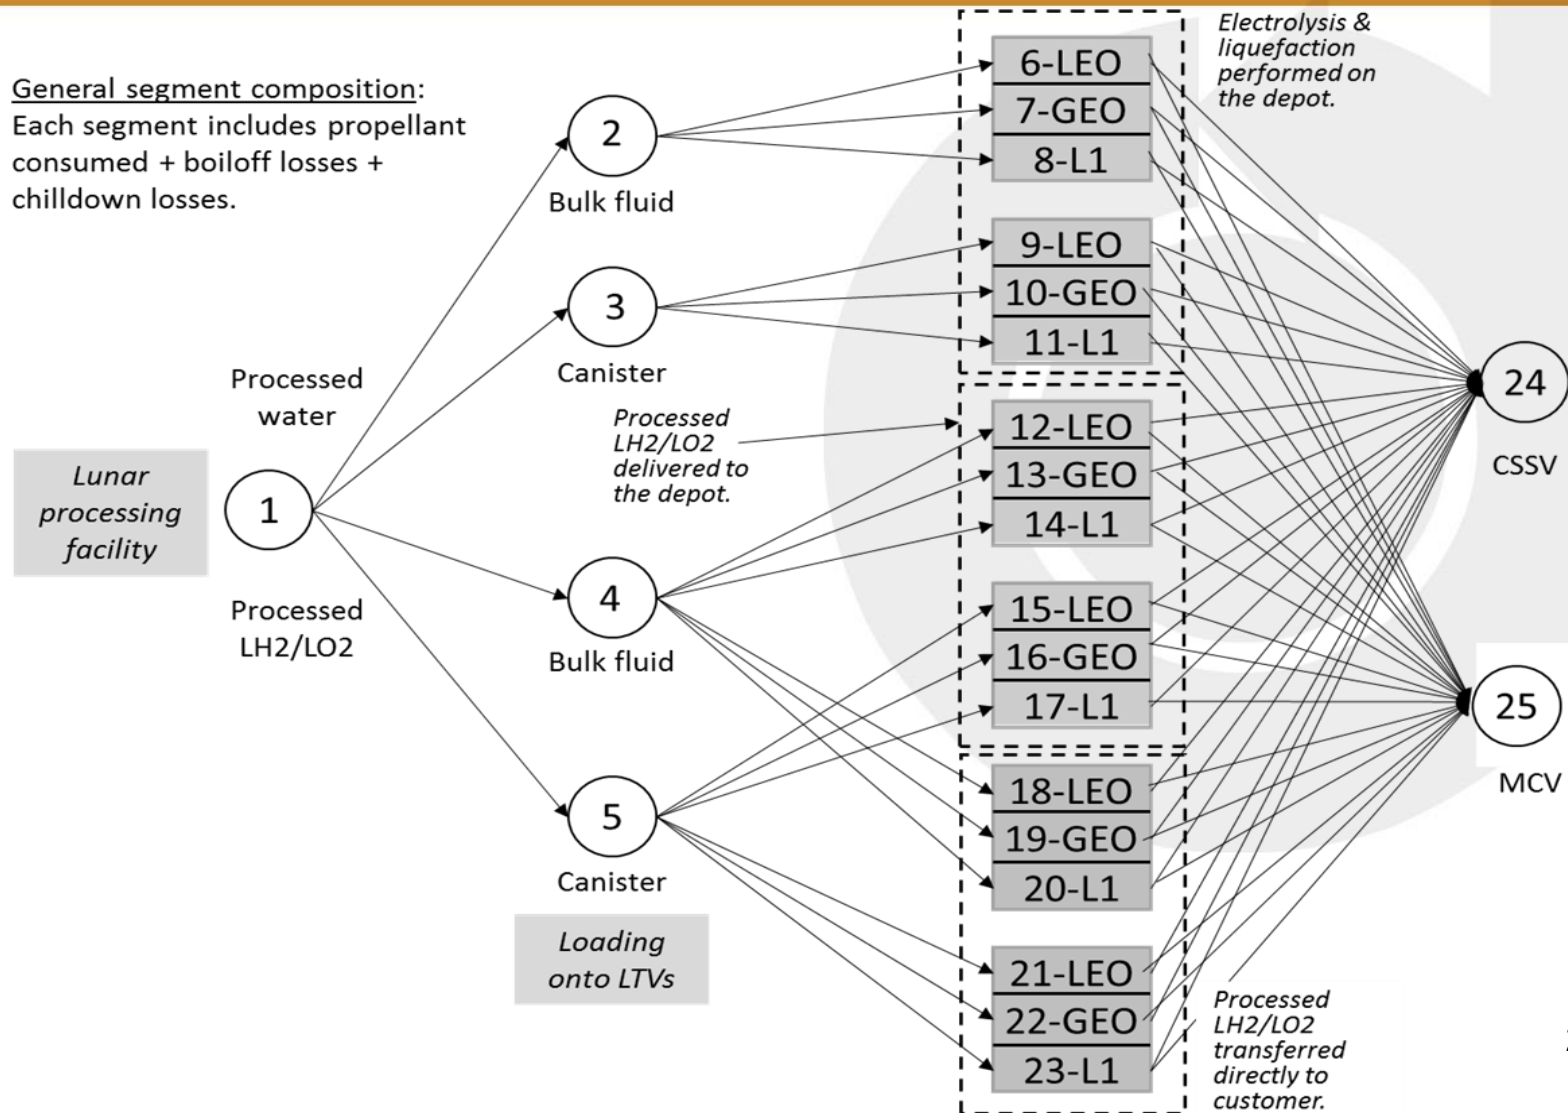 General segment composition:
Each segment includes propellant
consumed + boiloff losses +
chilldown losses.
Processed
water
Lunar
processing
facility
1
Processed
LH2/LO2
2
Bulk fluid
3
Canister
Processed
LH2/LO2
delivered to
the depot.
4
Bulk fluid
5
Canister
Loading
onto LTVs
6-LEO
7-GEO
8-L1
9-LEO
10-GEO
11-L1
12-LEO
13-GEO
14-L1
15-LEO
16-GEO
17-L1
18-LEO
19-GEO
20-L1
21-LEO
22-GEO
23-L1
Electrolysis &
liquefaction
performed on
the depot.
24
CSSV
25
MCV
Processed
LH2/LO2
transferred
directly to
customer.